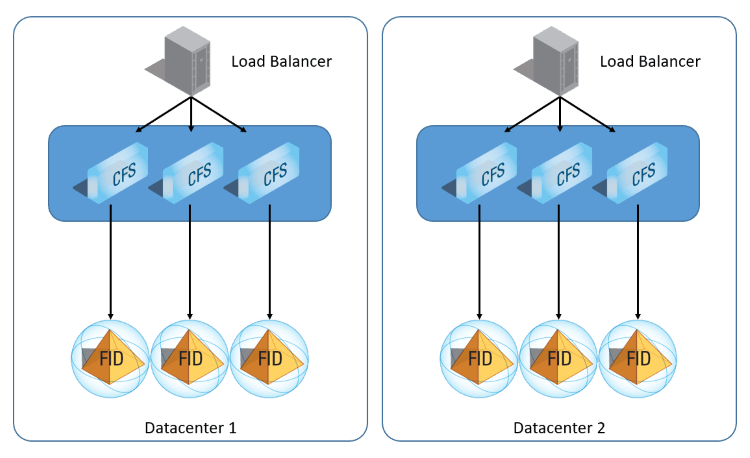 Load Balancer
CFS CFS CFS
FID FID FID
Datacenter 1
Load Balancer
CFS CFS CFS
FID FID FID
Datacenter 2